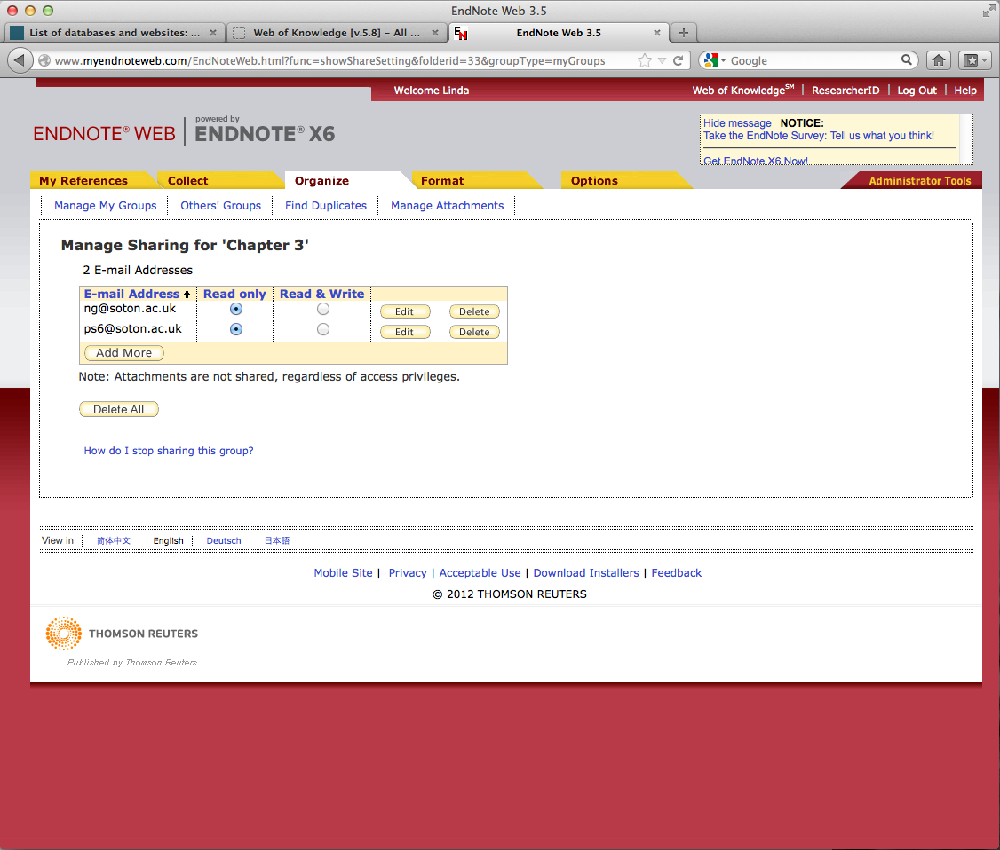 EndNote Web 3.5
List of databases and websites: ... × Web of Knowledge [v.5.8] – All ... × EN EndNote Web 3.5 × +
www.myendnoteweb.com/EndNoteWeb.html?func=showShareSetting&folderid=33&groupType=myGroups Google
Welcome Linda Web of Knowledge℠ | ResearcherID | Log Out | Help
Hide message NOTICE:
Take the EndNote Survey: Tell us what you think!
Get EndNote X6 Now!
ENDNOTE® WEB | powered by
ENDNOTE® X6
My References Collect Organize Format Options Administrator Tools
Manage My Groups Others' Groups Find Duplicates Manage Attachments
Manage Sharing for 'Chapter 3'
2 E-mail Addresses
E-mail Address Read only Read & Write
ng@soton.ac.uk Edit Delete
ps6@soton.ac.uk Edit Delete
Add More
Note: Attachments are not shared, regardless of access privileges.
Delete All
How do I stop sharing this group?
View in 简体中文 English Deutsch 日本語
Mobile Site | Privacy | Acceptable Use | Download Installers | Feedback
© 2012 THOMSON REUTERS
THOMSON REUTERS
Published by Thomson Reuters